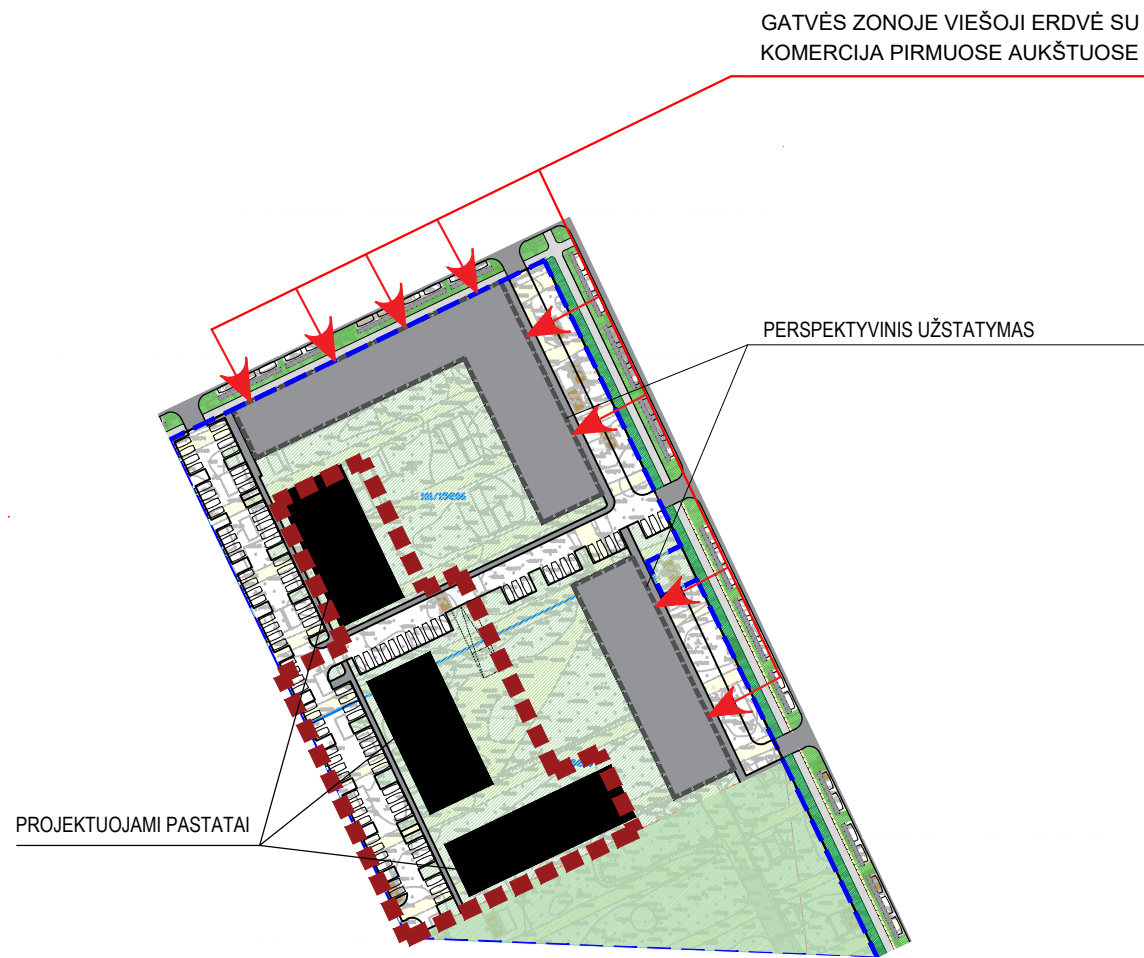 GATVĖS ZONOJE VIEŠOJI ERDVĖ SU
KOMERCIJA PIRMUOSE AUKŠTUOSE
PERSPEKTYVINIS UŽSTATYMAS
PROJEKTUOJAMI PASTATAI